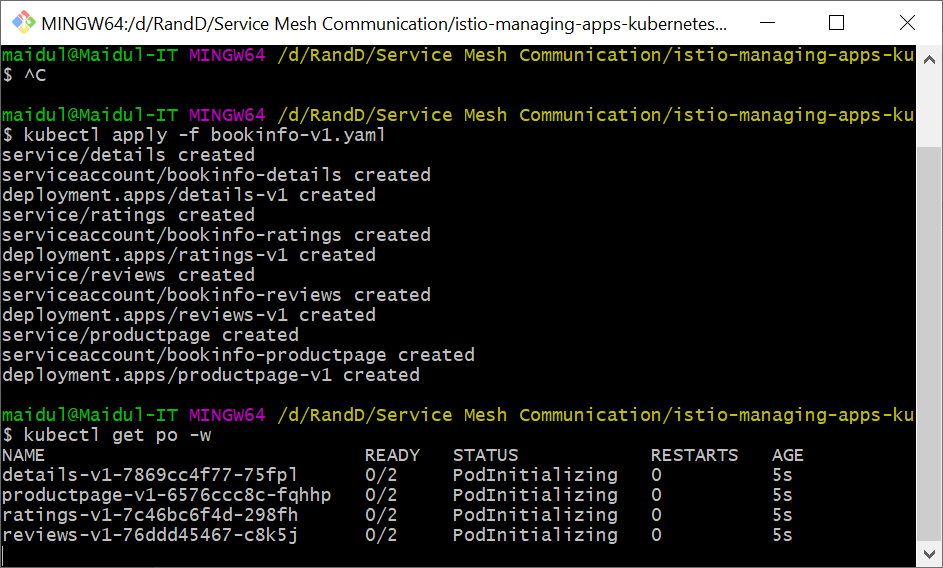 MINGW64:/d/RandD/Service Mesh Communication/istio-managing-apps-kubernetes...
maidul@Maidul-IT MINGW64 /d/RandD/Service Mesh Communication/istio-managing-apps-ku
$ ^C
maidul@Maidul-IT MINGW64 /d/RandD/Service Mesh Communication/istio-managing-apps-ku
$ kubectl apply -f bookinfo-v1.yaml
service/details created
serviceaccount/bookinfo-details created
deployment.apps/details-v1 created
service/ratings created
serviceaccount/bookinfo-ratings created
deployment.apps/ratings-v1 created
service/reviews created
serviceaccount/bookinfo-reviews created
deployment.apps/reviews-v1 created
service/productpage created
serviceaccount/bookinfo-productpage created
deployment.apps/productpage-v1 created
maidul@Maidul-IT MINGW64 /d/RandD/Service Mesh Communication/istio-managing-apps-ku
$ kubectl get po -w
NAME READY STATUS RESTARTS AGE
details-v1-7869cc4f77-75fpl 0/2 PodInitializing 0 5s
productpage-v1-6576ccc8c-fqhhp 0/2 PodInitializing 0 5s
ratings-v1-7c46bc6f4d-298fh 0/2 PodInitializing 0 5s
reviews-v1-76ddd45467-c8k5j 0/2 PodInitializing 0 5s